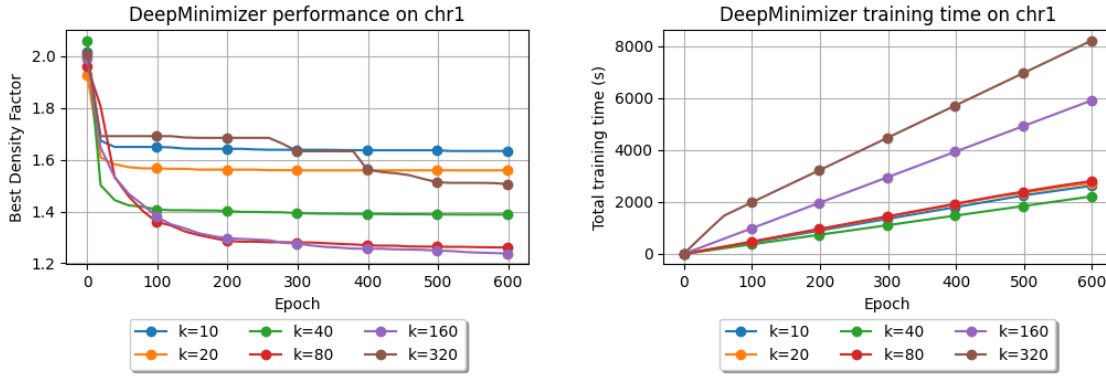 DeepMinimizer performance on chr1
Best Density Factor
2.0
1.8
1.6
1.4
1.2
0 100 200 300 400 500 600
Epoch
k=10 k=40 k=160
k=20 k=80 k=320
DeepMinimizer training time on chr1
Total training time (s)
8000
6000
4000
2000
0
0 100 200 300 400 500 600
Epoch
k=10 k=40 k=160
k=20 k=80 k=320